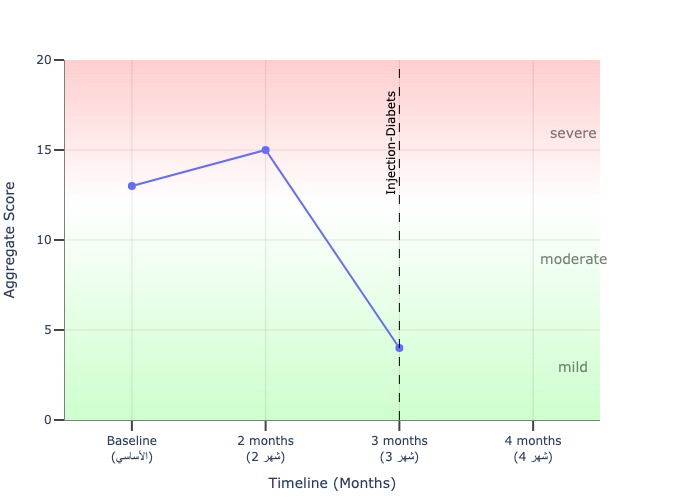 20
15
10
5
0
Aggregate Score
Injection-Diabets
severe
moderate
mild
Baseline
(الأساسي)
2 months
(شهر 2)
3 months
(شهر 3)
4 months
(شهر 4)
Timeline (Months)